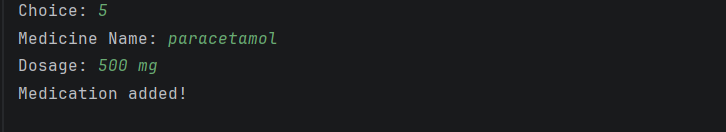 Choice: 5
Medicine Name: paracetamol
Dosage: 500 mg
Medication added!